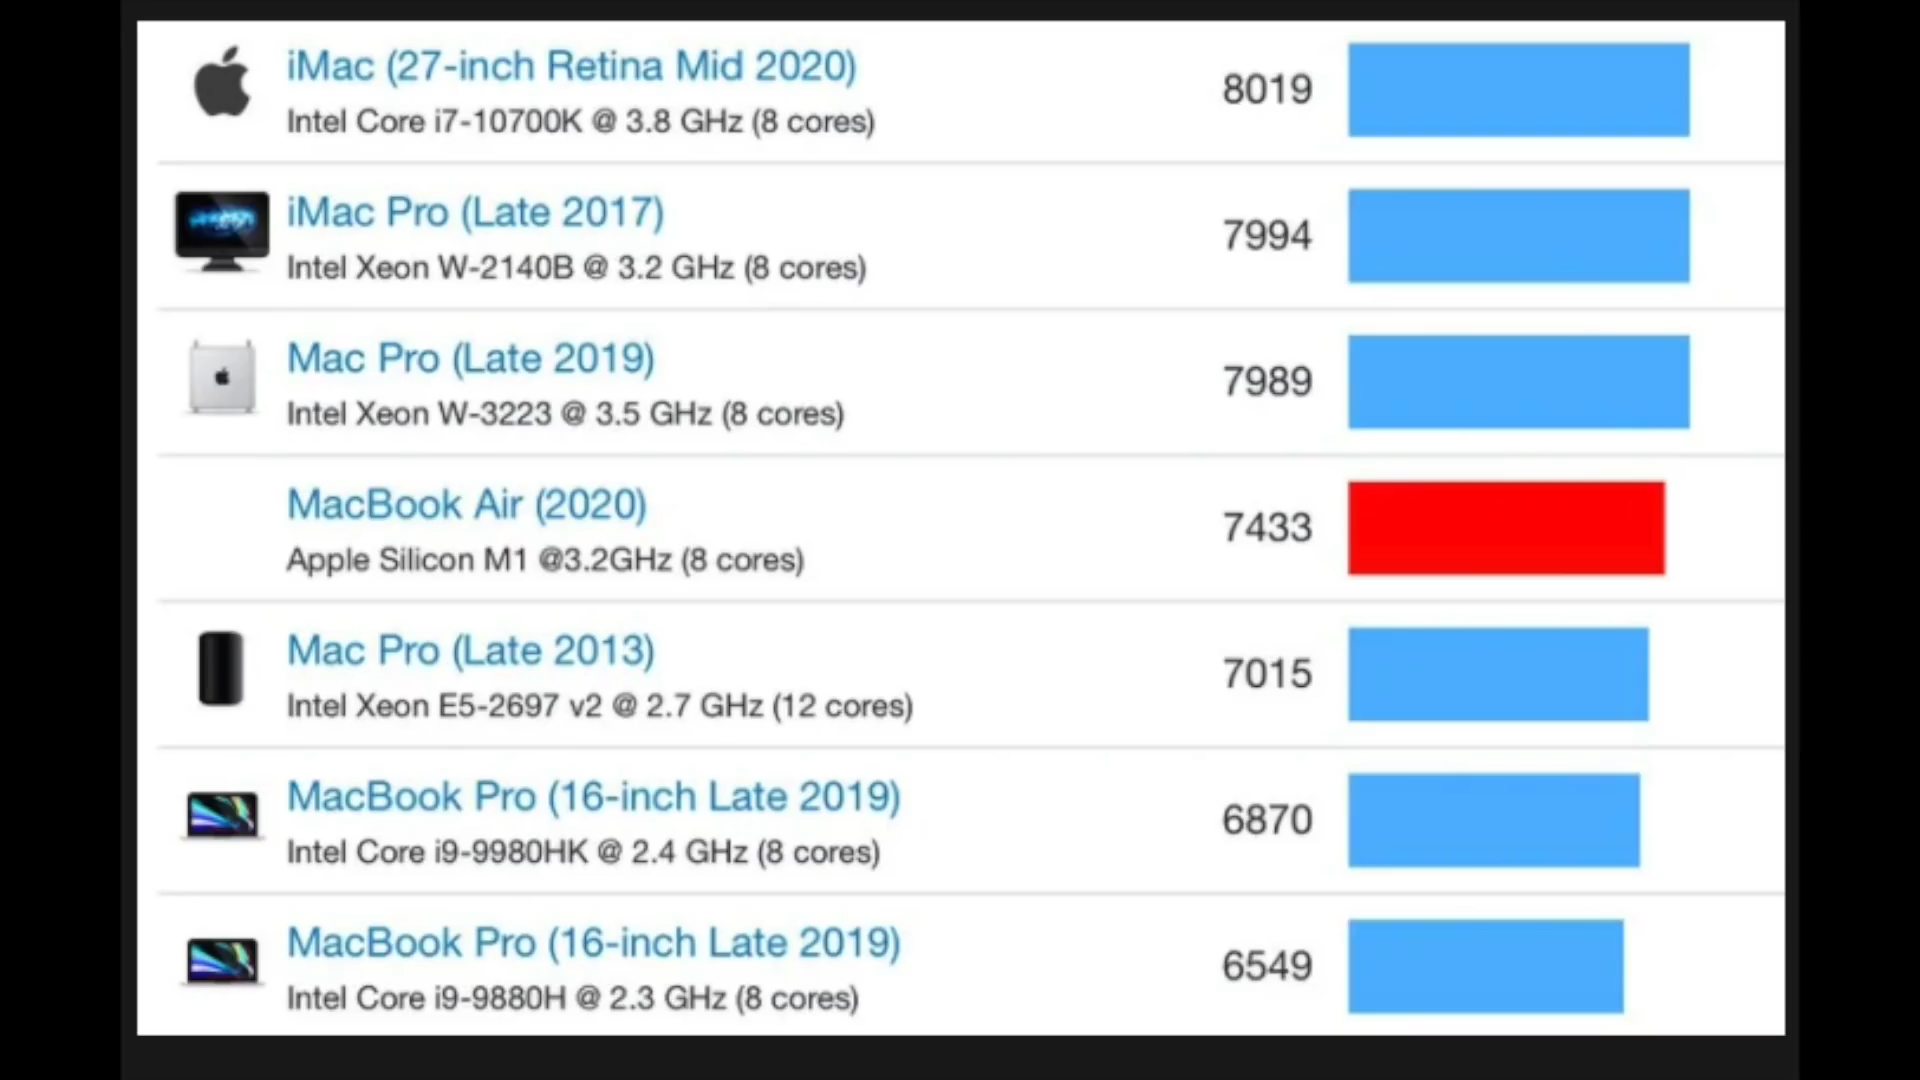 iMac (27-inch Retina Mid 2020)
Intel Core i7-10700K @ 3.8 GHz (8 cores)
8019
iMac Pro (Late 2017)
Intel Xeon W-2140B @ 3.2 GHz (8 cores)
7994
Mac Pro (Late 2019)
Intel Xeon W-3223 @ 3.5 GHz (8 cores)
7989
MacBook Air (2020)
Apple Silicon M1 @3.2GHz (8 cores)
7433
Mac Pro (Late 2013)
Intel Xeon E5-2697 v2 @ 2.7 GHz (12 cores)
7015
MacBook Pro (16-inch Late 2019)
Intel Core i9-9980HK @ 2.4 GHz (8 cores)
6870
MacBook Pro (16-inch Late 2019)
Intel Core i9-9880H @ 2.3 GHz (8 cores)
6549